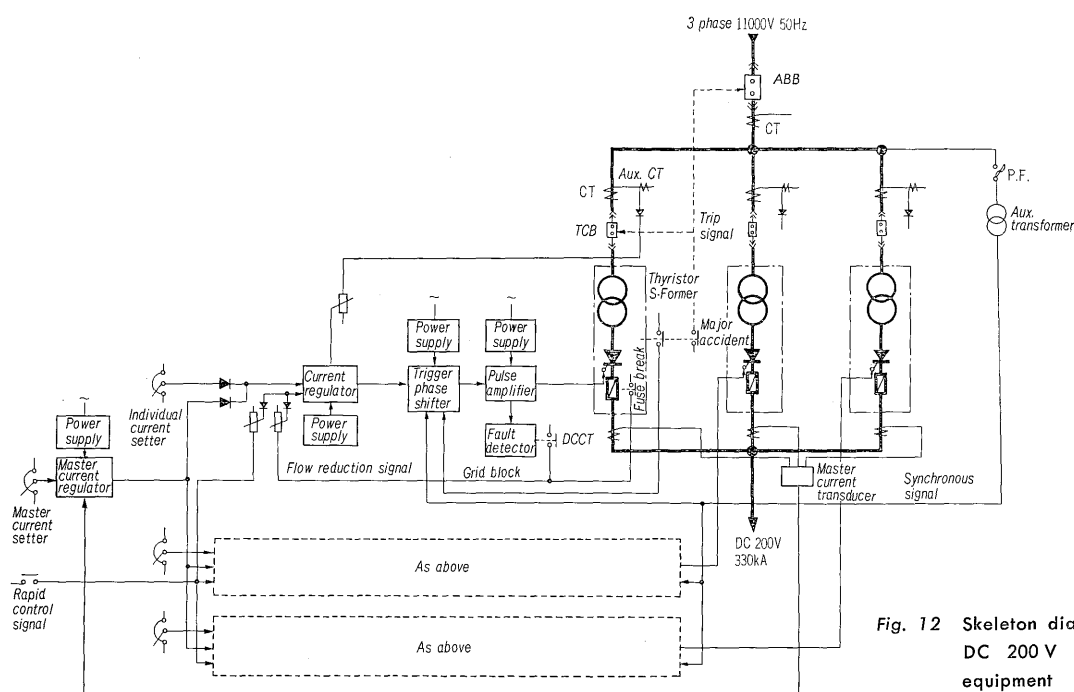 3 phase 11000V 50Hz
ABB
CT
Aux. CT
CT
P.F.
TCB
Trip
signal
Aux.
transformer
Thyristor
S-Former
Major
accident
Fuse break
~
Power
supply
~
Power
supply
Current
regulator
Trigger
phase
shifter
Pulse
amplifier
Individual
current
setter
~
Power
supply
Power
supply
Fault
detector
DCCT
Master
current
regulator
Flow reduction signal
Grid block
Master
current
transducer
Synchronous
signal
Master
current
setter
DC 200V
330kA
As above
Rapid
control
signal
As above
Fig. 12 Skeleton dia
DC 200 V
equipment